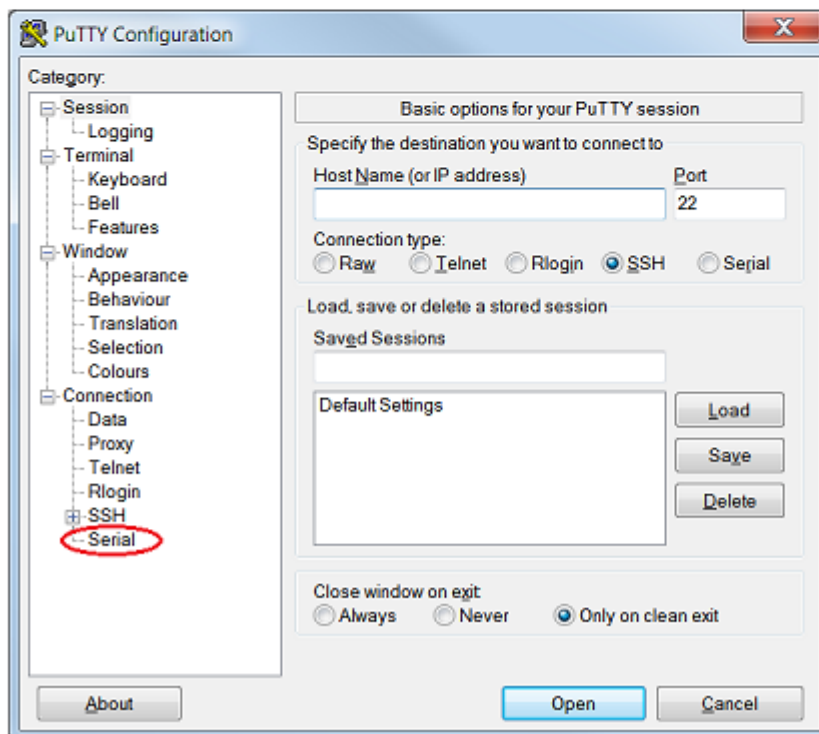 PuTTY Configuration
Category:
Session
Logging
Terminal
Keyboard
Bell
Features
Window
Appearance
Behaviour
Translation
Selection
Colours
Connection
Data
Proxy
Telnet
Rlogin
SSH
Serial
Basic options for your PuTTY session
Specify the destination you want to connect to
Host Name (or IP address) Port
22
Connection type:
Raw Telnet Rlogin SSH Serial
Load, save or delete a stored session
Saved Sessions
Default Settings
Load
Save
Delete
Close window on exit:
Always Never Only on clean exit
About Open Cancel